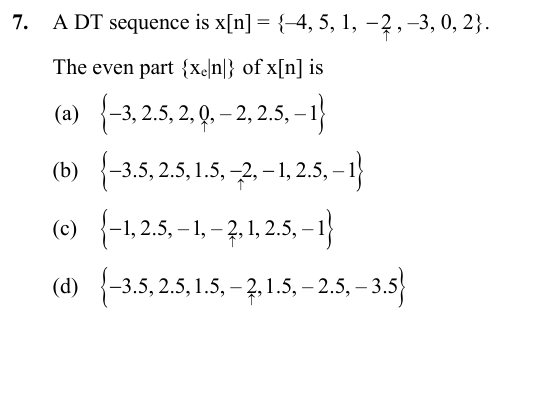 7. A DT sequence is x[n] = {–4, 5, 1, –2↑, –3, 0, 2}.
The even part {xₑ|n|} of x[n] is
(a) {–3, 2.5, 2, 0↑, – 2, 2.5, – 1}
(b) {–3.5, 2.5, 1.5, –2↑, – 1, 2.5, – 1}
(c) {–1, 2.5, – 1, – 2↑, 1, 2.5, – 1}
(d) {–3.5, 2.5, 1.5, – 2↑, 1.5, – 2.5, – 3.5}